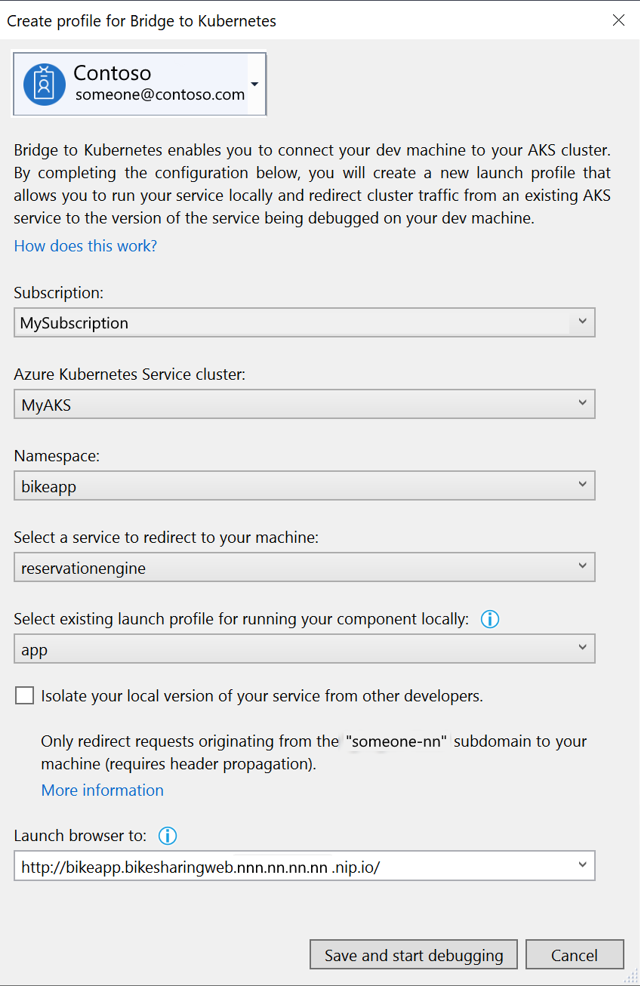 Create profile for Bridge to Kubernetes
Contoso
someone@contoso.com
Bridge to Kubernetes enables you to connect your dev machine to your AKS cluster.
By completing the configuration below, you will create a new launch profile that
allows you to run your service locally and redirect cluster traffic from an existing AKS
service to the version of the service being debugged on your dev machine.
How does this work?
Subscription:
MySubscription
Azure Kubernetes Service cluster:
MyAKS
Namespace:
bikeapp
Select a service to redirect to your machine:
reservationengine
Select existing launch profile for running your component locally:
app
Isolate your local version of your service from other developers.
Only redirect requests originating from the "someone-nn" subdomain to your
machine (requires header propagation).
More information
Launch browser to:
http://bikeapp.bikesharingweb.nnn.nn.nn.nn .nip.io/
Save and start debugging
Cancel